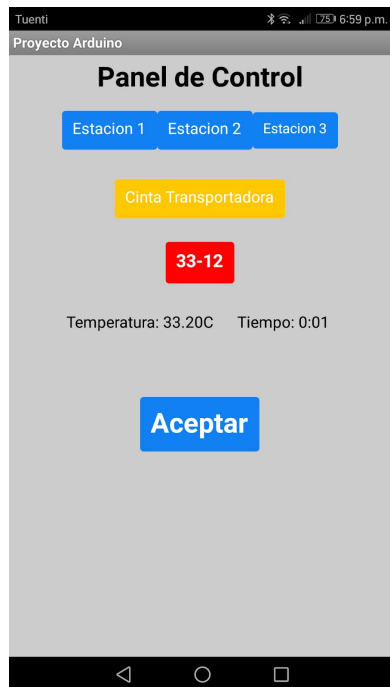 Tuenti 75 6:59 p.m.
Proyecto Arduino
Panel de Control
Estacion 1 Estacion 2 Estacion 3
Cinta Transportadora
33-12
Temperatura: 33.20C Tiempo: 0:01
Aceptar